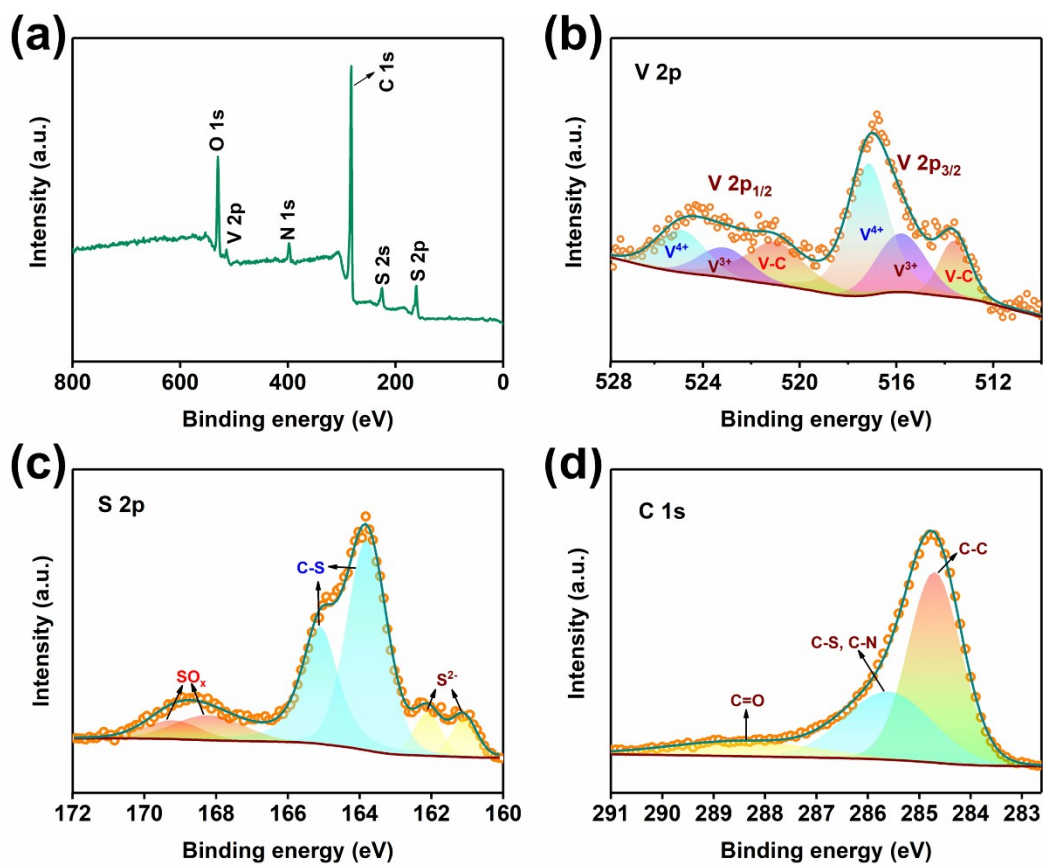 (a)
Intensity (a.u.)
O 1s
V 2p
N 1s
C 1s
S 2s
S 2p
800 600 400 200 0
Binding energy (eV)
(b)
Intensity (a.u.)
V 2p
V 2p1/2
V 2p3/2
V4+
V3+
V-C
V4+
V3+
V-C
528 524 520 516 512
Binding energy (eV)
(c)
Intensity (a.u.)
S 2p
C-S
SOx
S2-
172 170 168 166 164 162 160
Binding energy (eV)
(d)
Intensity (a.u.)
C 1s
C-C
C-S, C-N
C=O
291 290 289 288 287 286 285 284 283
Binding energy (eV)